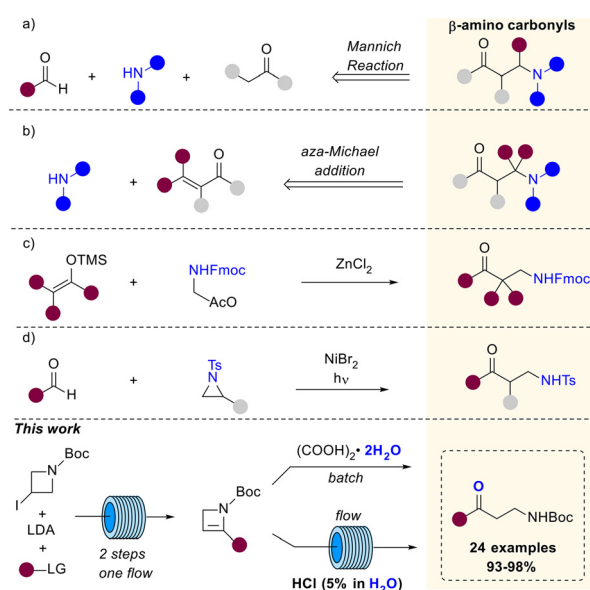 a)
β-amino carbonyls
O
H
+
HN
+
O
Mannich
Reaction
O
N
b)
HN
+
O
aza-Michael
addition
O
N
c)
OTMS
+
NHFmoc
AcO
ZnCl2
O
NHFmoc
d)
O
H
+
Ts
N
NiBr2
hν
O
NHTs
This work
Boc
N
I
+
LDA
+
LG
2 steps
one flow
Boc
N
(COOH)2• 2H2O
batch
flow
HCl (5% in H2O)
O
NHBoc
24 examples
93-98%